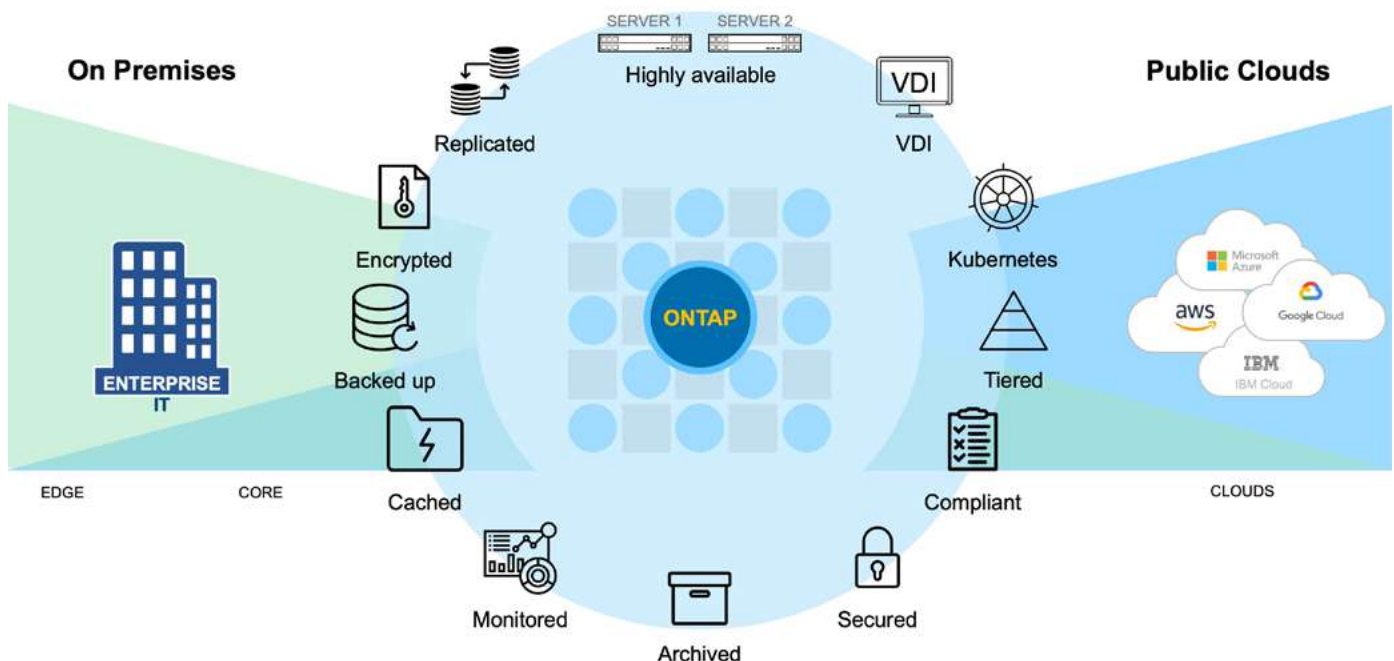 SERVER 1
SERVER 2
On Premises
Highly available
Public Clouds
VDI
Replicated
VDI
Encrypted
Kubernetes
Microsoft
Azure
aws
Google Cloud
ONTAP
ENTERPRISE
IT
Backed up
Tiered
IBM
IBM Cloud
EDGE
CORE
Cached
Compliant
CLOUDS
Monitored
Archived
Secured